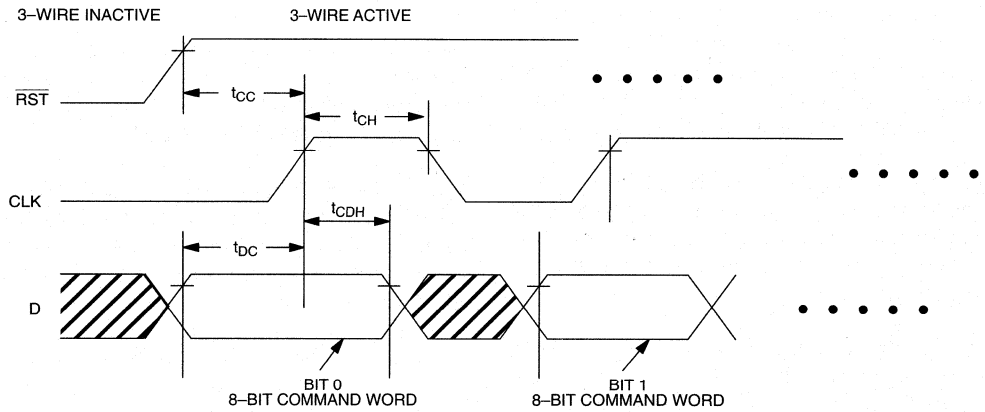 3–WIRE INACTIVE
3–WIRE ACTIVE
RST
tCC
tCH
CLK
tCDH
tDC
D
BIT 0
8–BIT COMMAND WORD
BIT 1
8–BIT COMMAND WORD